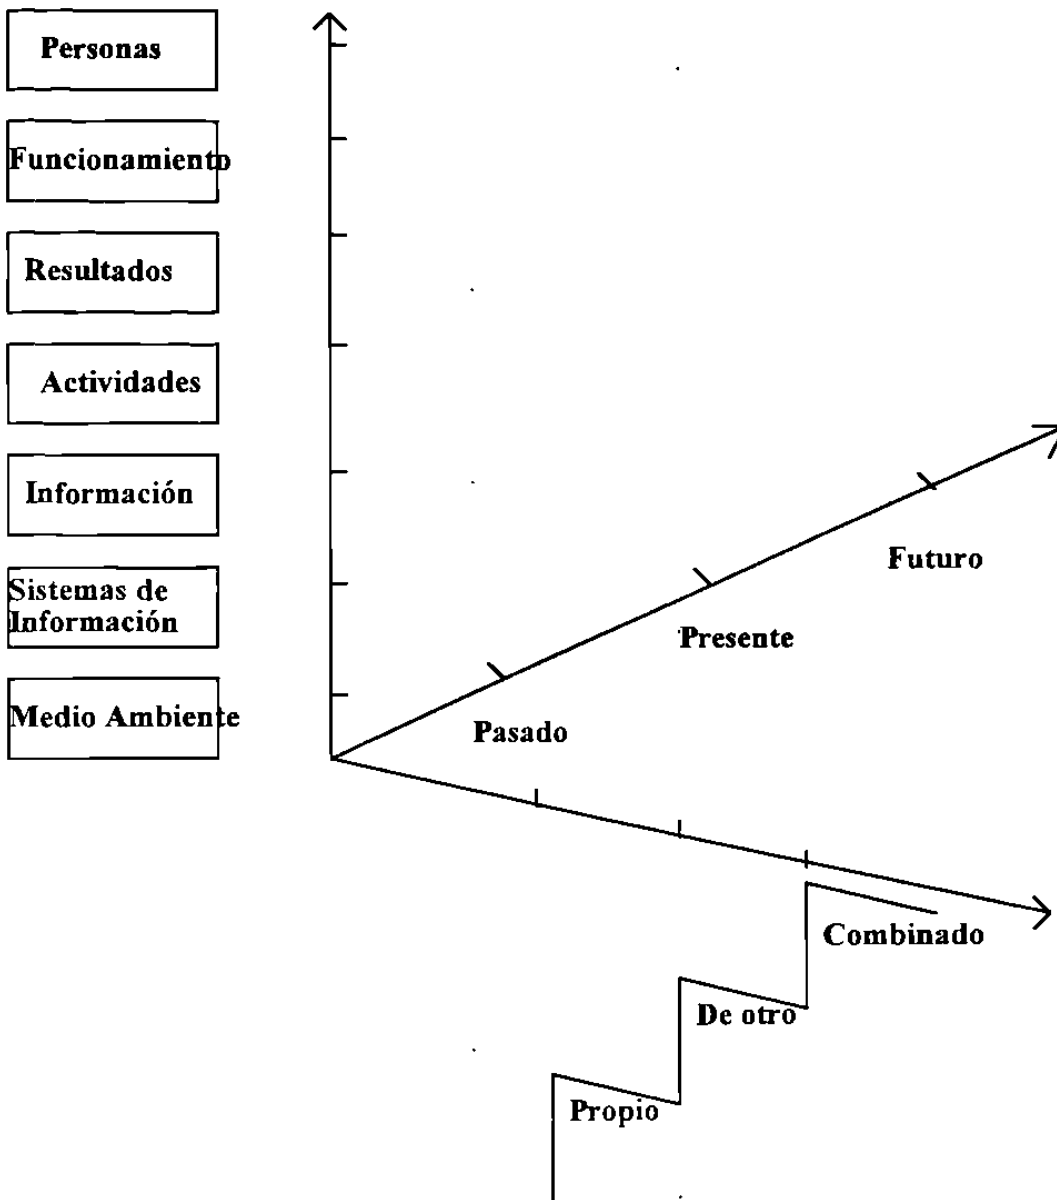 Personas
Funcionamiento
Resultados
Actividades
Información
Sistemas de
Información
Medio Ambiente
Futuro
Presente
Pasado
Combinado
De otro
Propio